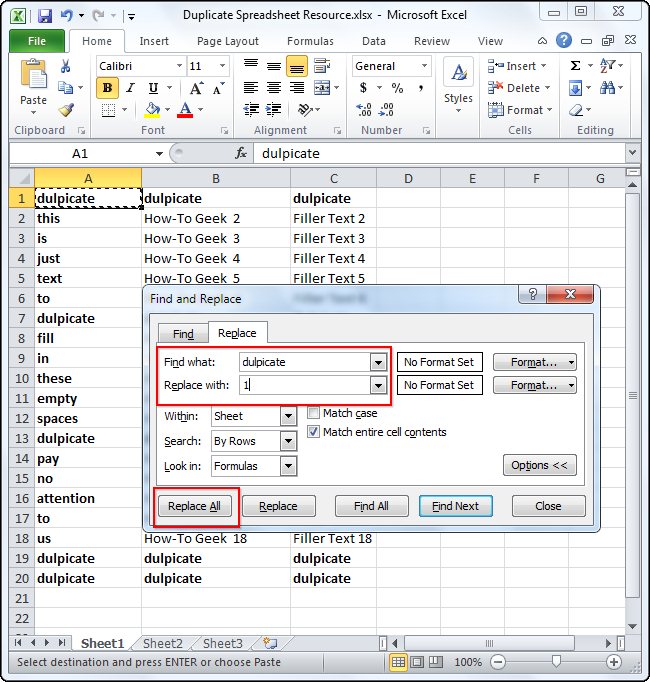 Duplicate Spreadsheet Resource.xlsx - Microsoft Excel
File Home Insert Page Layout Formulas Data Review View
Paste
Calibri 11
B I U A A
A
General
$ % ,
.00 .0
Styles
A
Insert
Delete
Format
Σ
Clipboard Font Alignment Number Cells Editing
A1 fx dulpicate
A B C D E F G
1 dulpicate dulpicate dulpicate
2 this How-To Geek 2 Filler Text 2
3 is How-To Geek 3 Filler Text 3
4 just How-To Geek 4 Filler Text 4
5 text How-To Geek 5 Filler Text 5
6 to
7 dulpicate
8 fill
9 in
10 these
11 empty
12 spaces
13 dulpicate
14 pay
15 no
16 attention
17 to
18 us How-To Geek 18 Filler Text 18
19 dulpicate dulpicate dulpicate
20 dulpicate dulpicate dulpicate
21
22
Find and Replace
Find Replace
Find what: dulpicate No Format Set Format...
Replace with: 1 No Format Set Format...
Within: Sheet Match case
Search: By Rows Match entire cell contents
Look in: Formulas
Options <<
Replace All Replace Find All Find Next Close
Sheet1 Sheet2 Sheet3
Select destination and press ENTER or choose Paste 100%